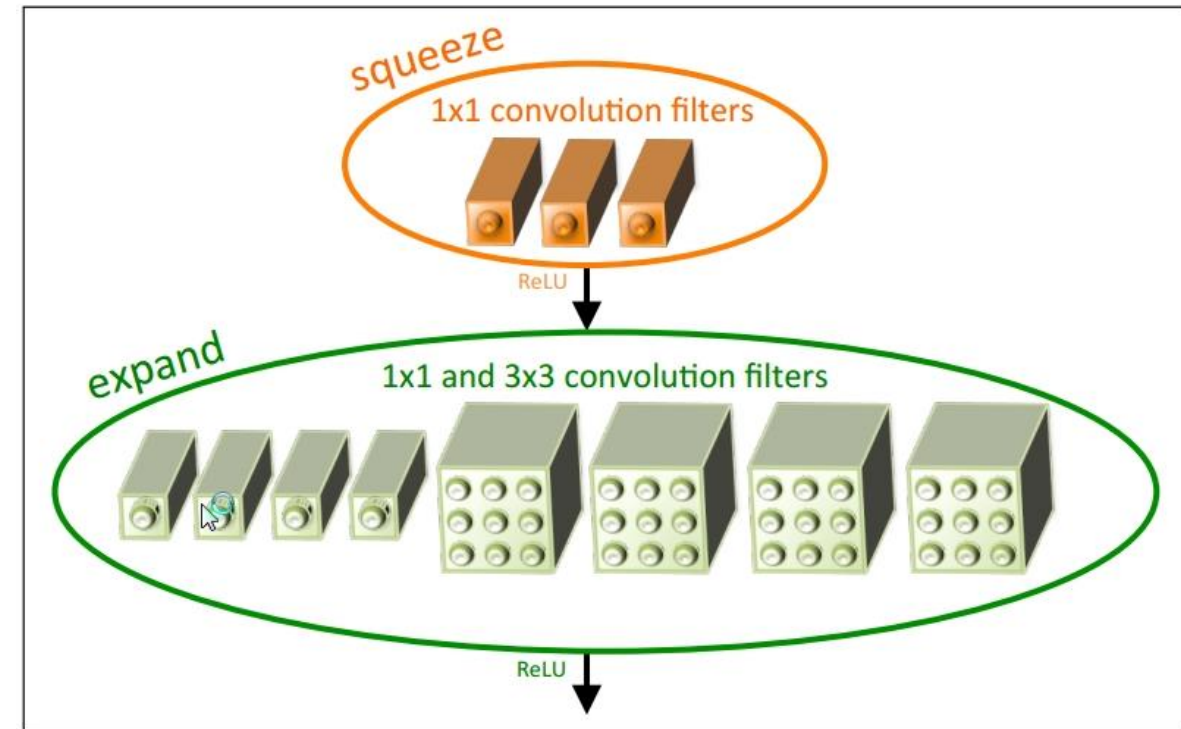 squeeze
1x1 convolution filters
ReLU
expand
1x1 and 3x3 convolution filters
ReLU